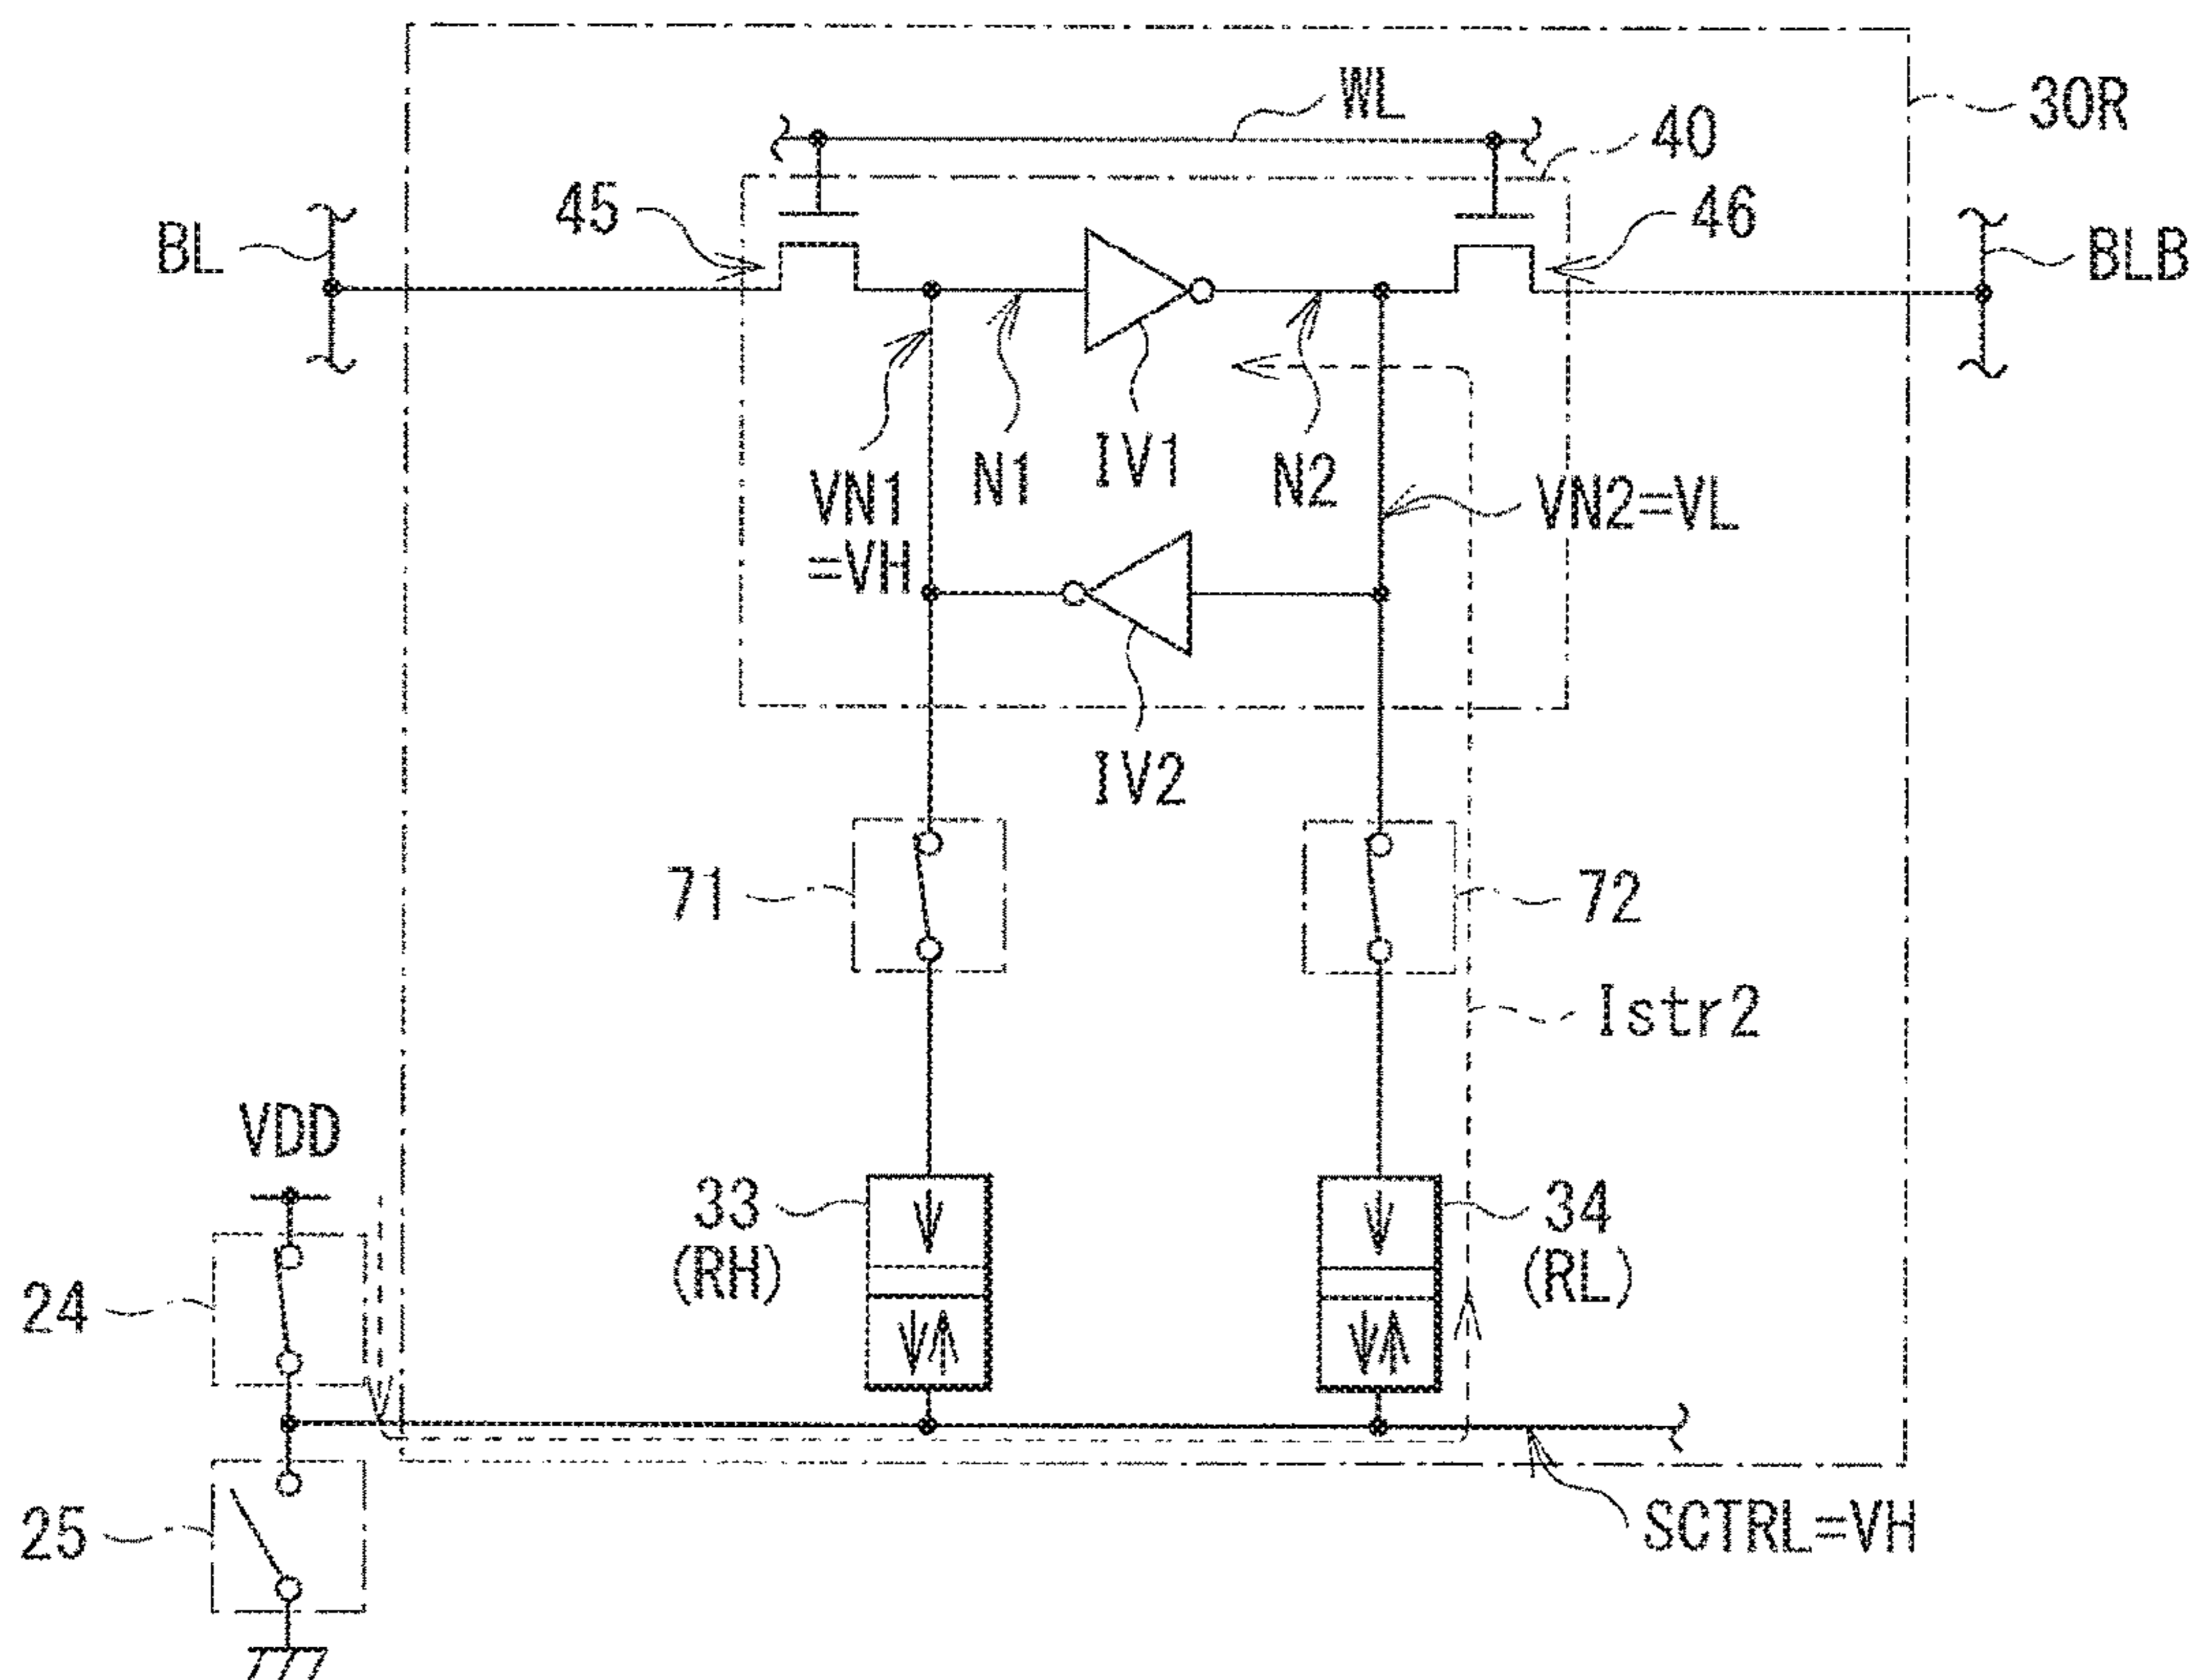 WL
30R
40
45
46
BL
BLB
VN1
=VH
N1
IV1
N2
VN2=VL
IV2
71
72
Istr2
VDD
33
(RH)
34
(RL)
24
25
SCTRL=VH